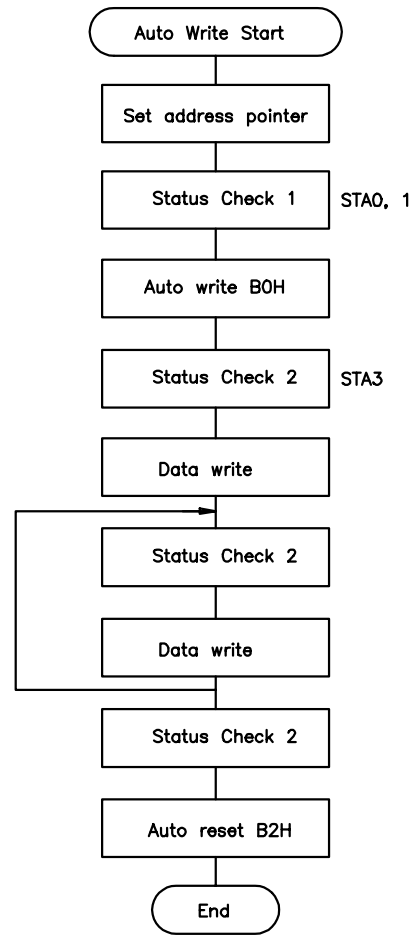 Auto Write Start
Set address pointer
Status Check 1
STA0, 1
Auto write B0H
Status Check 2
STA3
Data write
Status Check 2
Data write
Status Check 2
Auto reset B2H
End